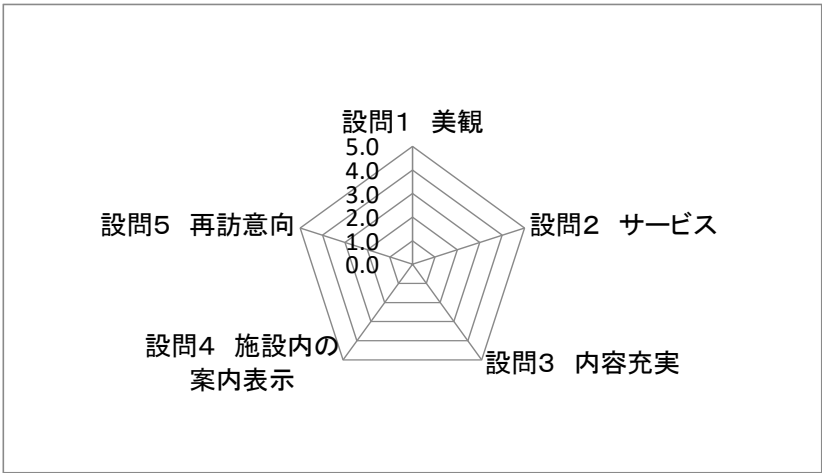 設問１　美観
5.0
4.0
3.0
2.0
1.0
0.0
設問２　サービス
設問３　内容充実
設問４　施設内の
案内表示
設問５　再訪意向